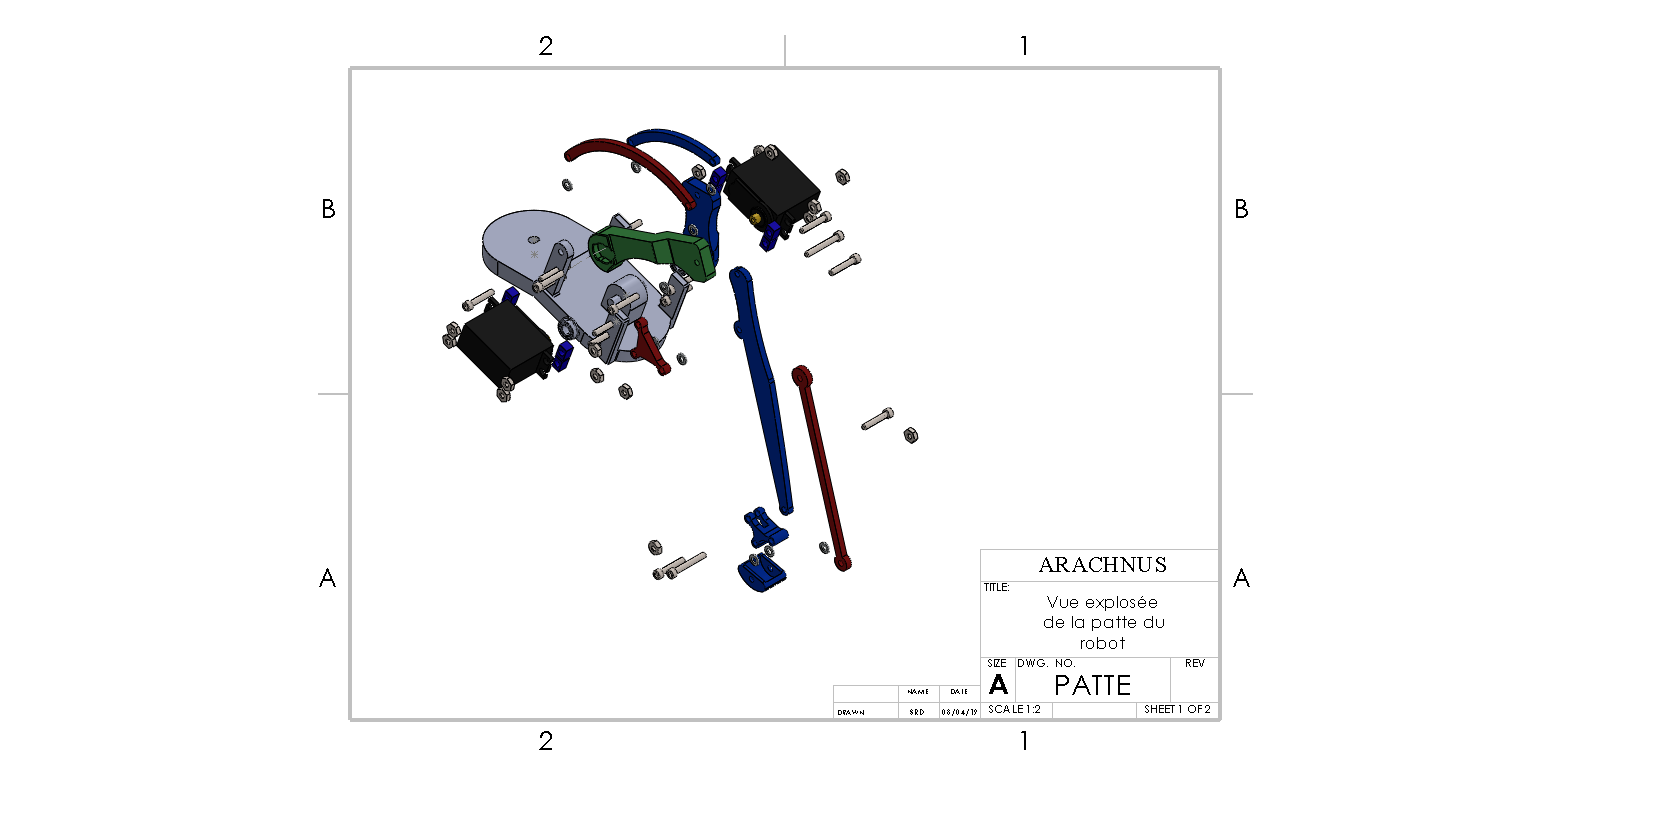 2 1
B B
A A
ARACHNUS
TITLE:
Vue explosée
de la patte du
robot
SIZE DWG. NO. REV
A PATTE
NAME DATE
SCALE 1:2 SHEET 1 OF 2
DRAWN BRD 08/04/19
2 1